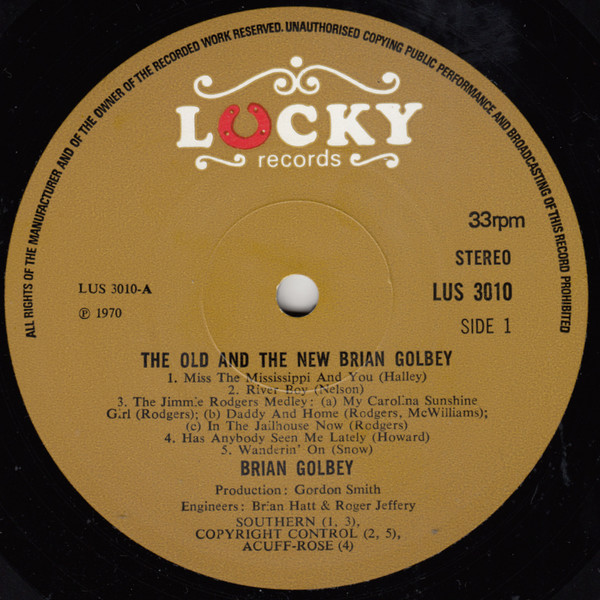 ALL RIGHTS OF THE MANUFACTURER AND OF THE OWNER OF THE RECORDED WORK RESERVED. UNAUTHORISED COPYING PUBLIC PERFORMANCE AND BROADCASTING OF THIS RECORD PROHIBITED
LUCKY
records
33rpm
STEREO
LUS 3010-A
LUS 3010
℗ 1970
SIDE 1
THE OLD AND THE NEW BRIAN GOLBEY
1. Miss The Mississippi And You (Halley)
2. River Boy (Nelson)
3. The Jimmie Rodgers Medley: (a) My Carolina Sunshine
Girl (Rodgers); (b) Daddy And Home (Rodgers, McWilliams);
(c) In The Jailhouse Now (Rodgers)
4. Has Anybody Seen Me Lately (Howard)
5. Wanderin' On (Snow)
BRIAN GOLBEY
Production: Gordon Smith
Engineers: Brian Hatt & Roger Jeffery
SOUTHERN (1, 3),
COPYRIGHT CONTROL (2, 5),
ACUFF-ROSE (4)